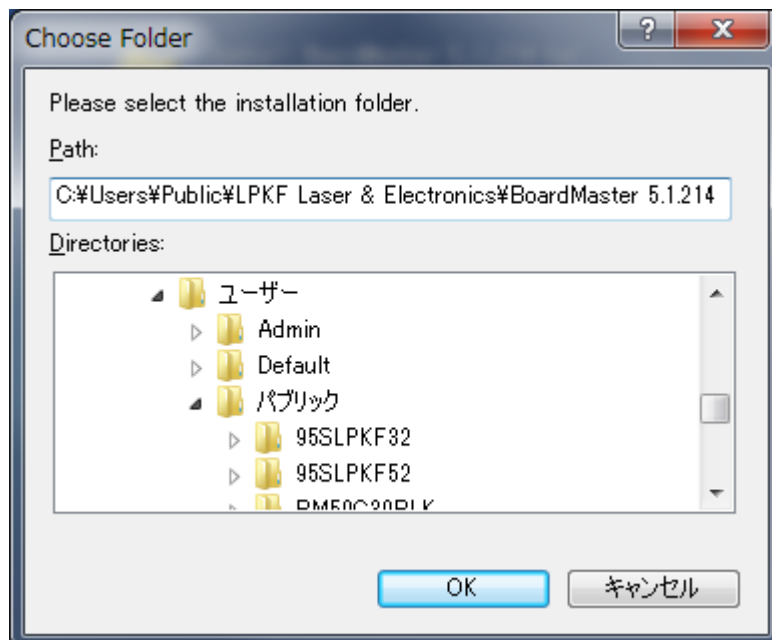 Choose Folder
Please select the installation folder.
Path:
C:¥Users¥Public¥LPKF Laser & Electronics¥BoardMaster 5.1.214
Directories:
ユーザー
Admin
Default
パブリック
95SLPKF32
95SLPKF52
OK
キャンセル